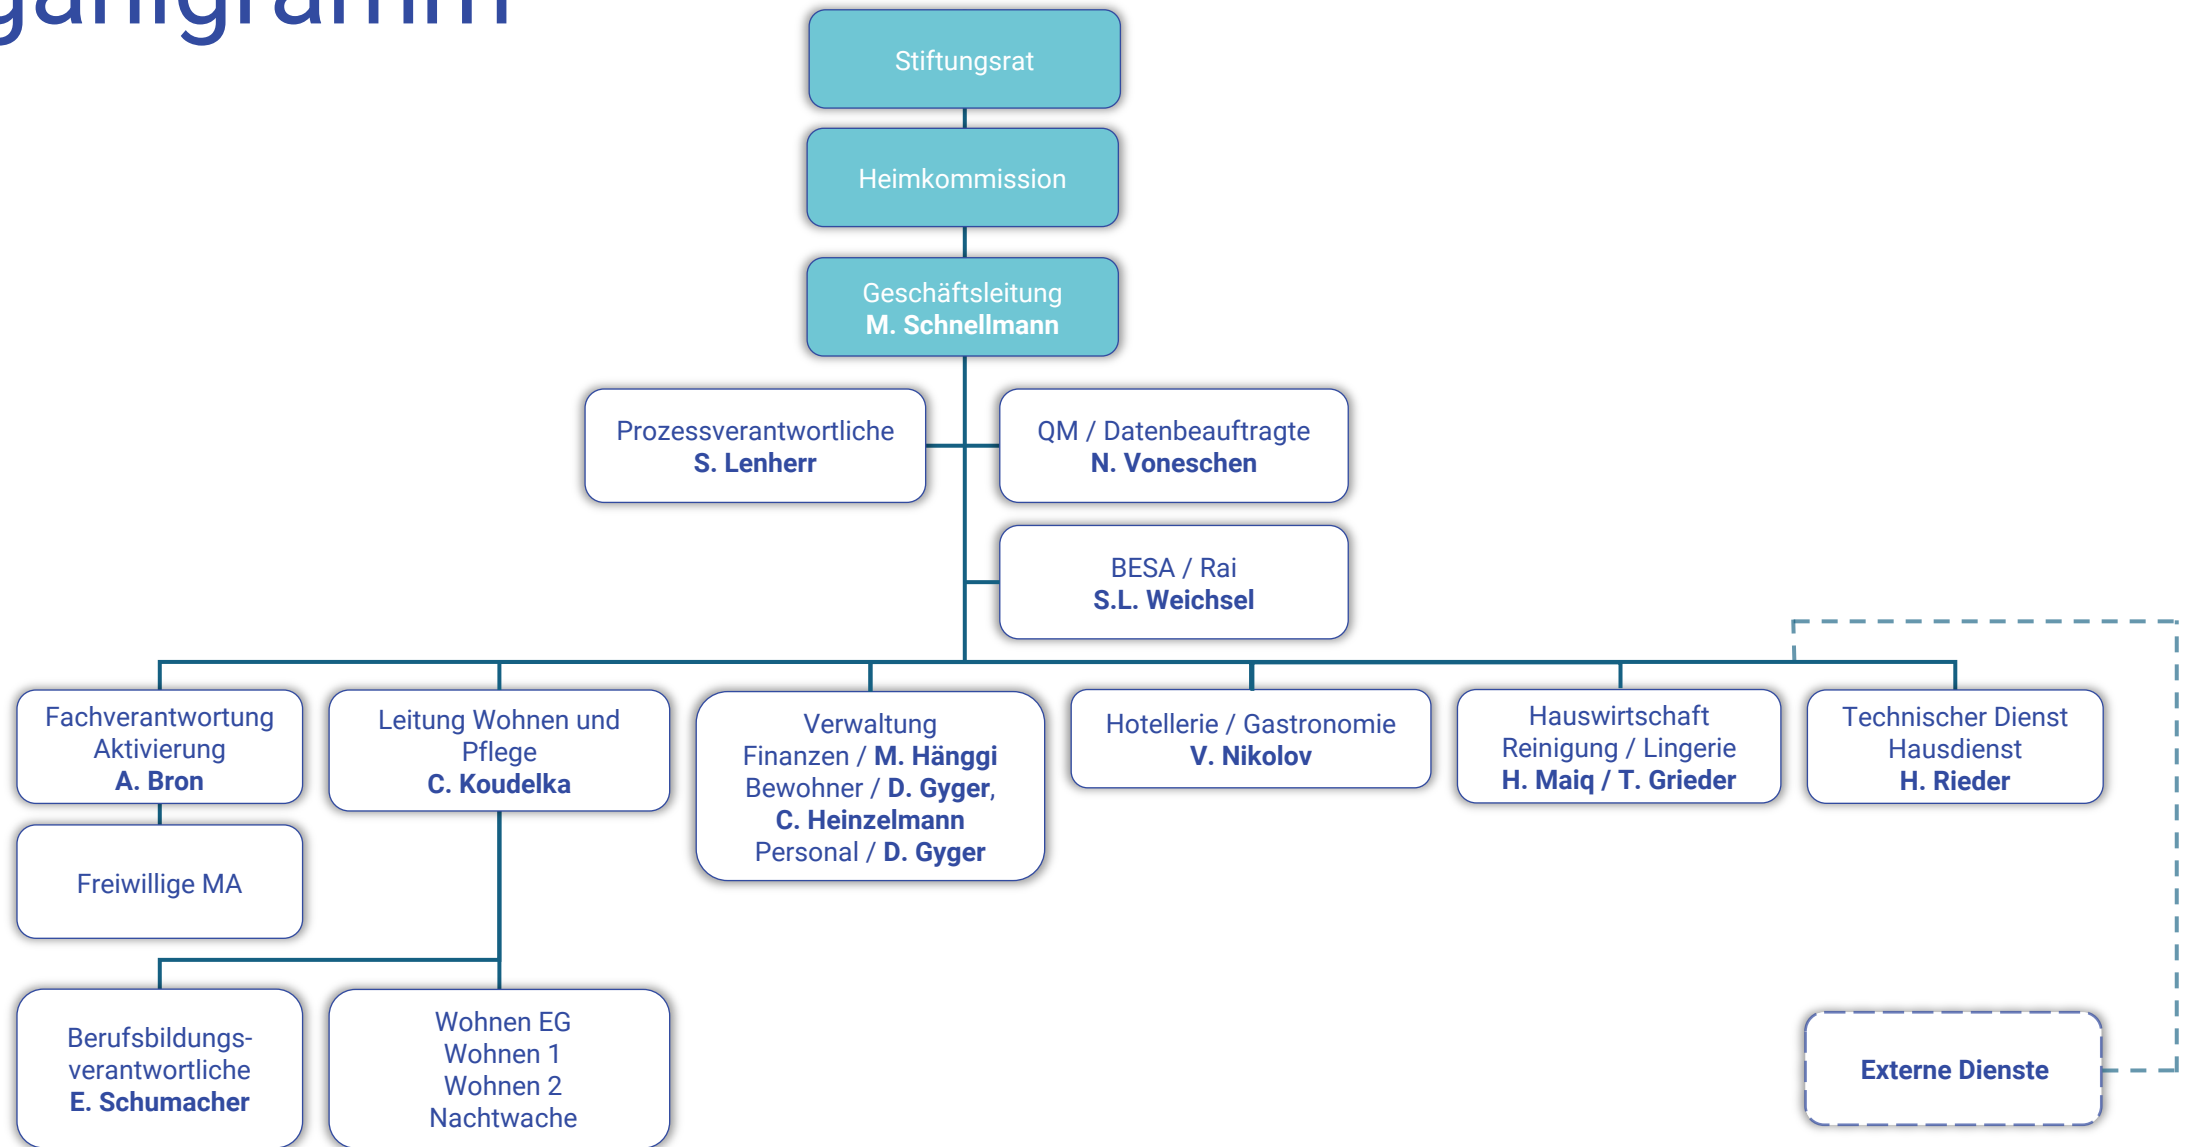 ganigramm
Stiftungsrat
Heimkommission
Geschäftsleitung
M. Schnellmann
Prozessverantwortliche
S. Lenherr
QM / Datenbeauftragte
N. Voneschen
BESA / Rai
S.L. Weichsel
Fachverantwortung
Aktivierung
A. Bron
Leitung Wohnen und
Pflege
C. Koudelka
Verwaltung
Finanzen / M. Hänggi
Bewohner / D. Gyger,
C. Heinzelmann
Personal / D. Gyger
Hotellerie / Gastronomie
V. Nikolov
Hauswirtschaft
Reinigung / Lingerie
H. Maiq / T. Grieder
Technischer Dienst
Hausdienst
H. Rieder
Freiwillige MA
Berufsbildungs-
verantwortliche
E. Schumacher
Wohnen EG
Wohnen 1
Wohnen 2
Nachtwache
Externe Dienste